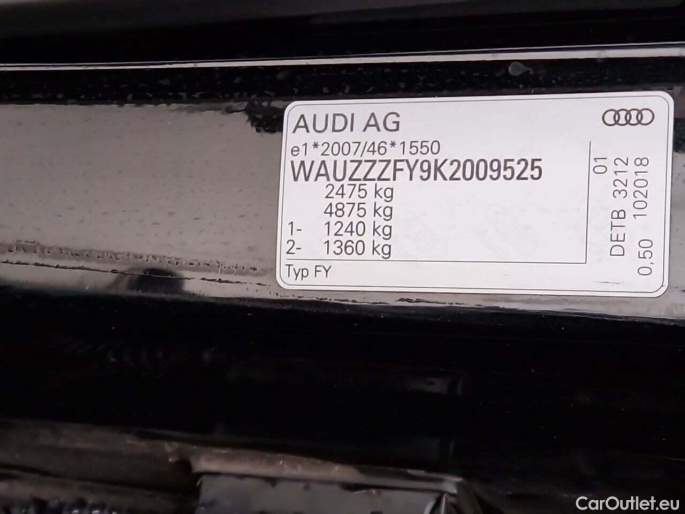 AUDI AG
e1*2007/46*1550
WAUZZZFY9K2009525
2475 kg
4875 kg
1- 1240 kg
2- 1360 kg
Typ FY
01
DETB 3212
0,50 102018
CarOutlet.eu